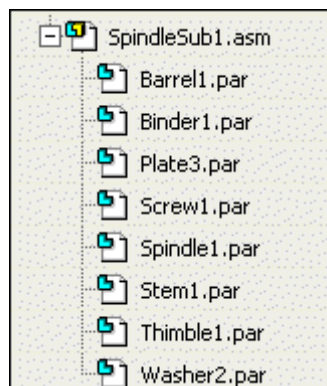 SpindleSub1.asm
Barrel1.par
Binder1.par
Plate3.par
Screw1.par
Spindle1.par
Stem1.par
Thimble1.par
Washer2.par